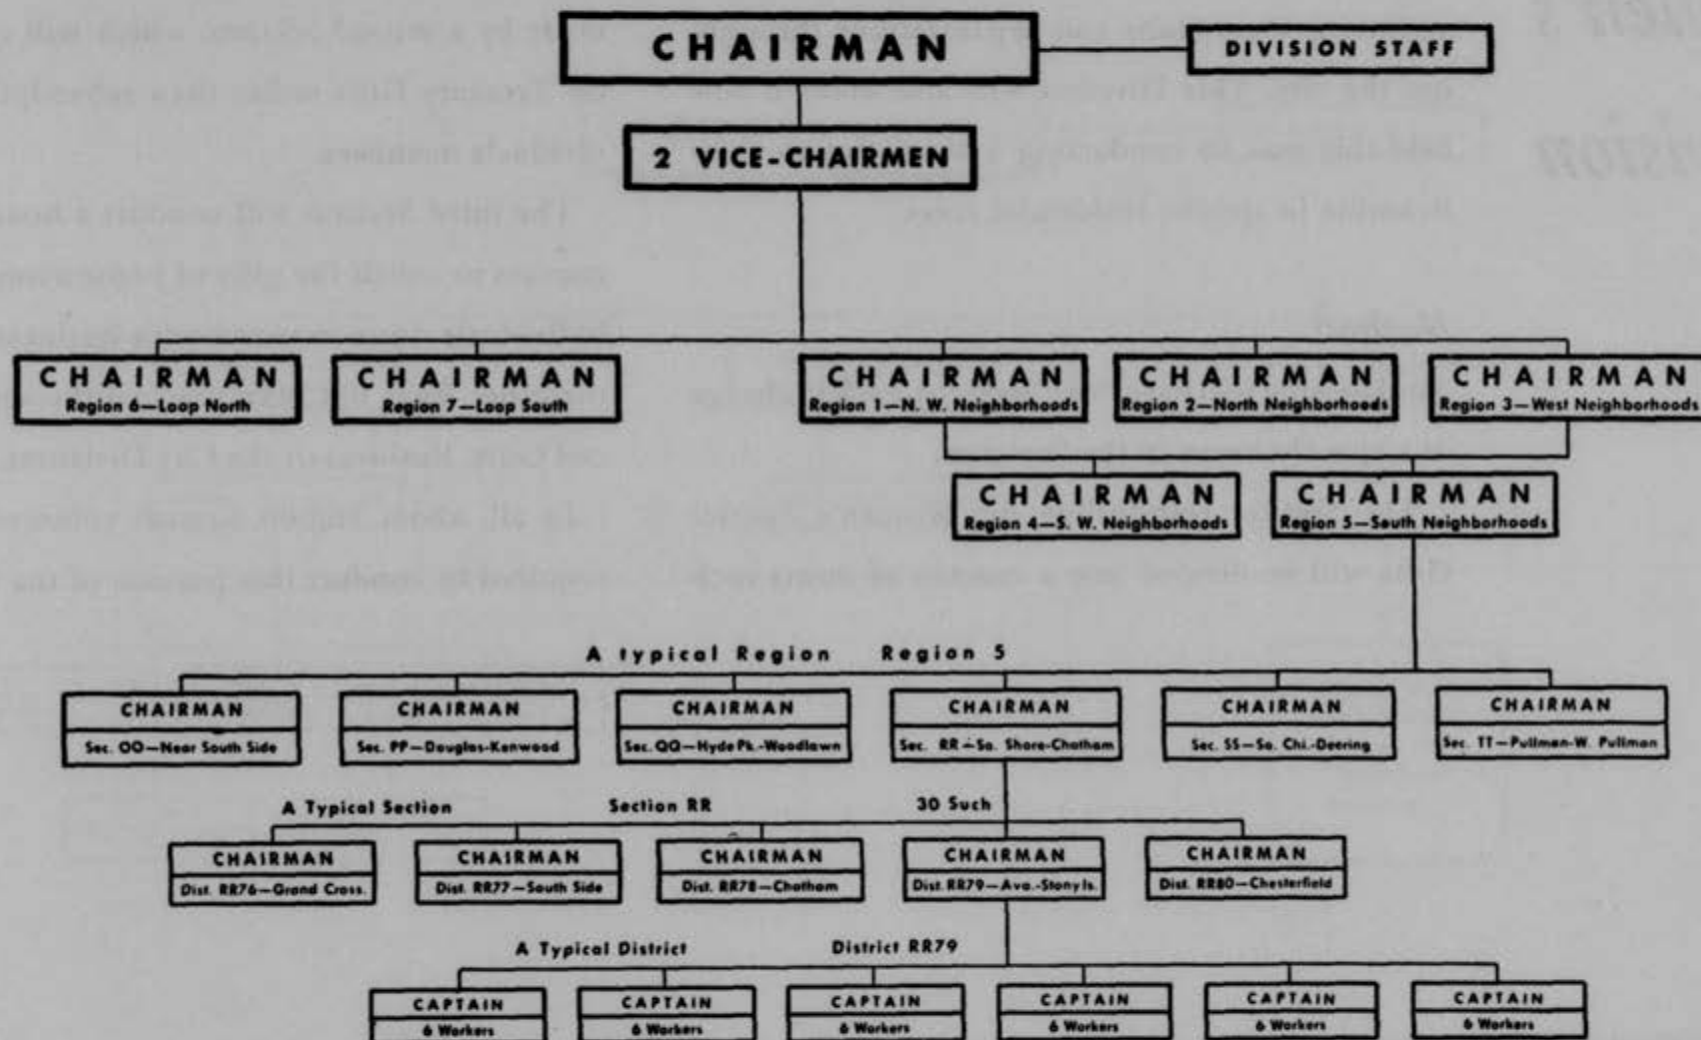 CHAIRMAN
DIVISION STAFF
2 VICE-CHAIRMEN
CHAIRMAN
Region 6—Loop North
CHAIRMAN
Region 7—Loop South
CHAIRMAN
Region 1—N. W. Neighborhoods
CHAIRMAN
Region 2—North Neighborhoods
CHAIRMAN
Region 3—West Neighborhoods
CHAIRMAN
Region 4—S. W. Neighborhoods
CHAIRMAN
Region 5—South Neighborhoods
A typical Region Region 5
CHAIRMAN
Sec. OO—Near South Side
CHAIRMAN
Sec. PP—Douglas-Kenwood
CHAIRMAN
Sec. QQ—Hyde Pk.-Woodlawn
CHAIRMAN
Sec. RR—So. Shore-Chatham
CHAIRMAN
Sec. SS—So. Chi.-Deering
CHAIRMAN
Sec. TT—Pullman-W. Pullman
A Typical Section Section RR 30 Such
CHAIRMAN
Dist. RR76—Grand Cross.
CHAIRMAN
Dist. RR77—South Side
CHAIRMAN
Dist. RR78—Chatham
CHAIRMAN
Dist. RR79—Ava.-Stony Is.
CHAIRMAN
Dist. RR80—Chesterfield
A Typical District District RR79
CAPTAIN
6 Workers
CAPTAIN
6 Workers
CAPTAIN
6 Workers
CAPTAIN
6 Workers
CAPTAIN
6 Workers
CAPTAIN
6 Workers